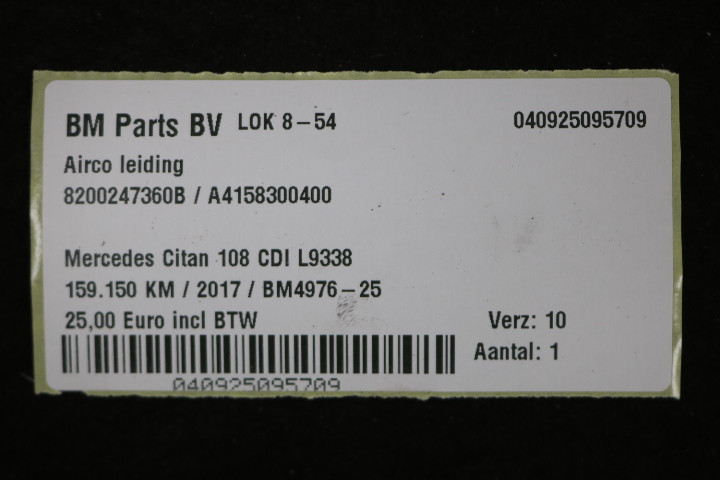 BM Parts BV LOK 8-54 040925095709
Airco leiding
8200247360B / A4158300400
Mercedes Citan 108 CDI L9338
159.150 KM / 2017 / BM4976-25
25,00 Euro incl BTW Verz: 10
Aantal: 1
040925095709